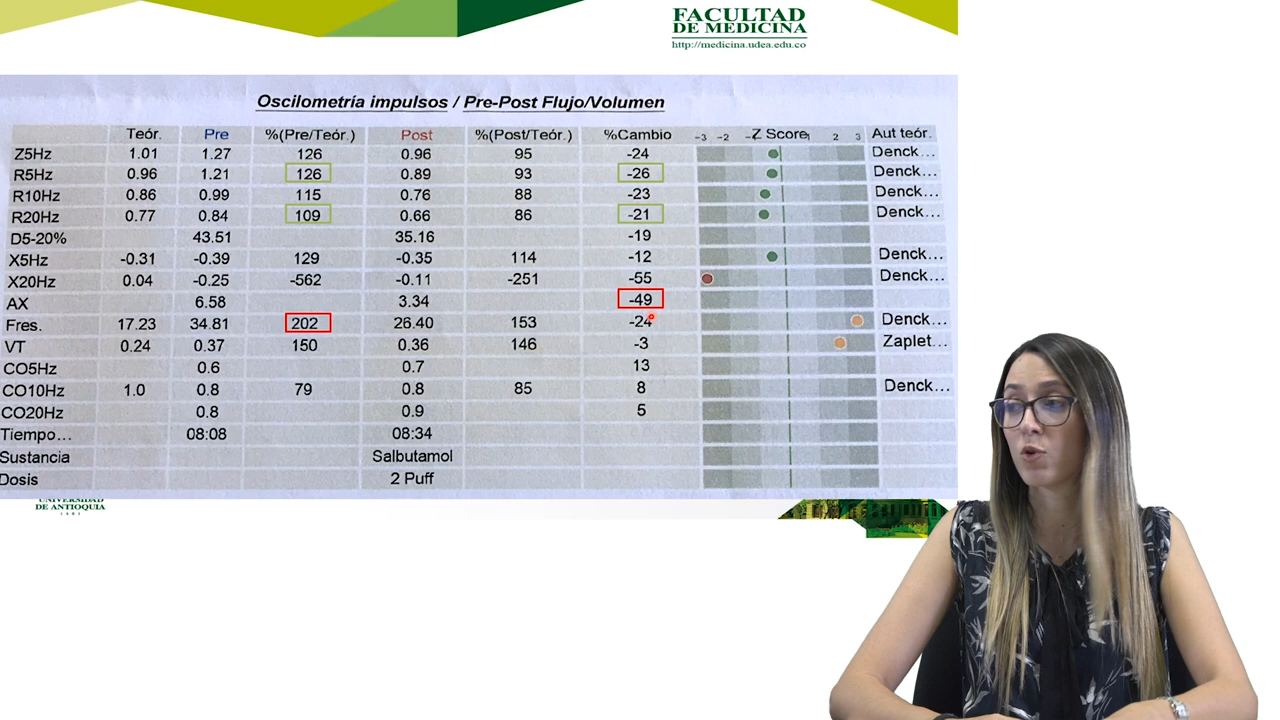 FACULTAD
DE MEDICINA
http://medicina.udea.edu.co
Oscilometría impulsos / Pre-Post Flujo/Volumen
Teór. Pre %(Pre/Teór.) Post %(Post/Teór.) %Cambio -3 -2 Z Score 1 2 3 Aut teór.
Z5Hz 1.01 1.27 126 0.96 95 -24 Denck...
R5Hz 0.96 1.21 126 0.89 93 -26 Denck...
R10Hz 0.86 0.99 115 0.76 88 -23 Denck...
R20Hz 0.77 0.84 109 0.66 86 -21 Denck...
D5-20% 43.51 35.16 -19
X5Hz -0.31 -0.39 129 -0.35 114 -12 Denck...
X20Hz 0.04 -0.25 -562 -0.11 -251 -55 Denck...
AX 6.58 3.34 -49
Fres. 17.23 34.81 202 26.40 153 -24 Denck...
VT 0.24 0.37 150 0.36 146 -3 Zaplet...
CO5Hz 0.6 0.7 13
CO10Hz 1.0 0.8 79 0.8 85 8 Denck...
CO20Hz 0.8 0.9 5
Tiempo... 08:08 08:34
Sustancia Salbutamol
Dosis 2 Puff
UNIVERSIDAD
DE ANTIOQUIA
1803